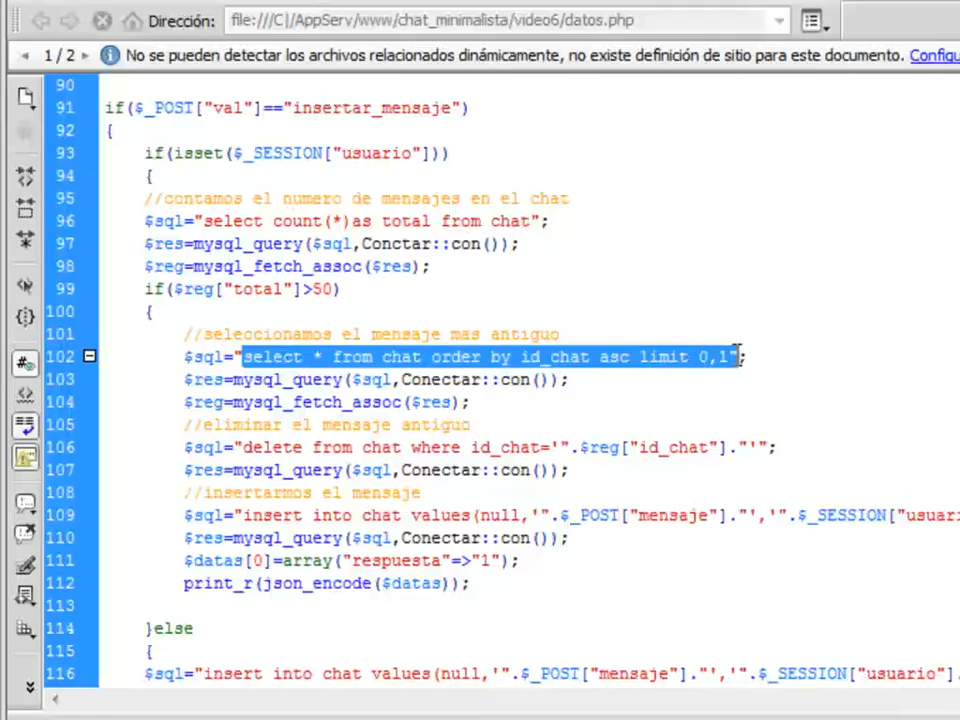 Dirección: file:///C|/AppServ/www/chat_minimalista/video6/datos.php
1 / 2 No se pueden detectar los archivos relacionados dinámicamente, no existe definición de sitio para este documento. Configu
90
91 if($_POST["val"]=="insertar_mensaje")
92 {
93 if(isset($_SESSION["usuario"]))
94 {
95 //contamos el numero de mensajes en el chat
96 $sql="select count(*)as total from chat";
97 $res=mysql_query($sql,Conctar::con());
98 $reg=mysql_fetch_assoc($res);
99 if($reg["total"]>50)
100 {
101 //seleccionamos el mensaje mas antiguo
102 $sql="select * from chat order by id_chat asc limit 0,1";
103 $res=mysql_query($sql,Conectar::con());
104 $reg=mysql_fetch_assoc($res);
105 //eliminar el mensaje antiguo
106 $sql="delete from chat where id_chat='".$reg["id_chat"]."'";
107 $res=mysql_query($sql,Conectar::con());
108 //insertarmos el mensaje
109 $sql="insert into chat values(null,'".$_POST["mensaje"]."','".$_SESSION["usuari
110 $res=mysql_query($sql,Conectar::con());
111 $datas[0]=array("respuesta"=>"1");
112 print_r(json_encode($datas));
113
114 }else
115 {
116 $sql="insert into chat values(null,'".$_POST["mensaje"]."','".$_SESSION["usuario"].